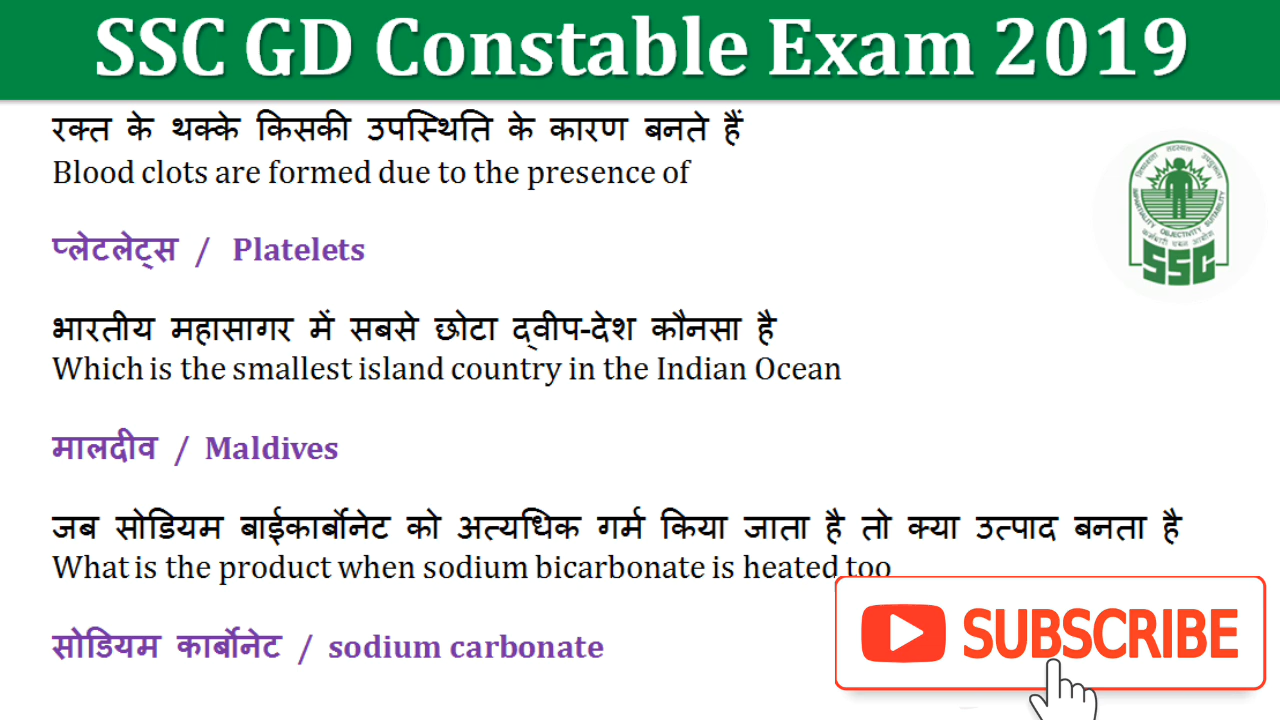 SSC GD Constable Exam 2019
रक्त के थक्के किसकी उपस्थिति के कारण बनते हैं
Blood clots are formed due to the presence of
प्लेटलेट्स / Platelets
भारतीय महासागर में सबसे छोटा द्वीप-देश कौनसा है
Which is the smallest island country in the Indian Ocean
मालदीव / Maldives
जब सोडियम बाईकार्बोनेट को अत्यधिक गर्म किया जाता है तो क्या उत्पाद बनता है
What is the product when sodium bicarbonate is heated too
सोडियम कार्बोनेट / sodium carbonate
IMPARTIALITY OBJECTIVITY SUITABILITY
SSC
SUBSCRIBE